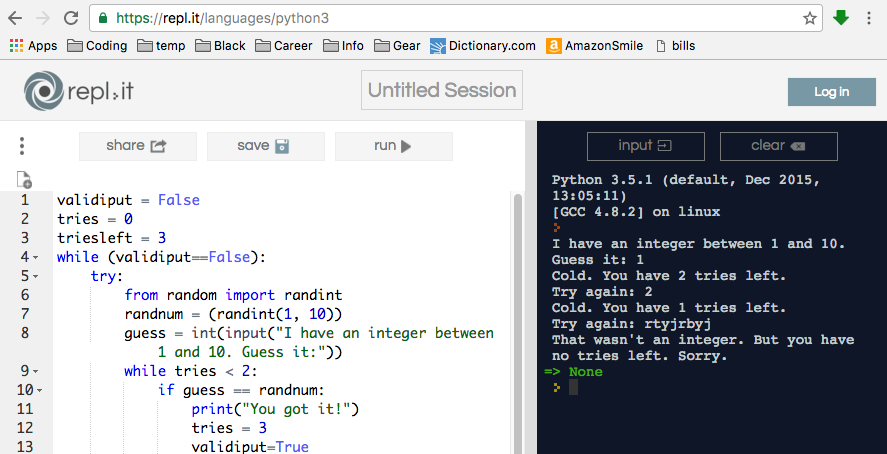 https://repl.it/languages/python3
Apps Coding temp Black Career Info Gear Dictionary.com AmazonSmile bills
repl.it Untitled Session Log in
share save run
1 validiput = False
2 tries = 0
3 triesleft = 3
4 while (validiput==False):
5 try:
6 from random import randint
7 randnum = (randint(1, 10))
8 guess = int(input("I have an integer between
1 and 10. Guess it:"))
9 while tries < 2:
10 if guess == randnum:
11 print("You got it!")
12 tries = 3
13 validiput=True
input clear
Python 3.5.1 (default, Dec 2015,
13:05:11)
[GCC 4.8.2] on linux
I have an integer between 1 and 10.
Guess it: 1
Cold. You have 2 tries left.
Try again: 2
Cold. You have 1 tries left.
Try again: rtyjrbyj
That wasn't an integer. But you have
no tries left. Sorry.
=> None